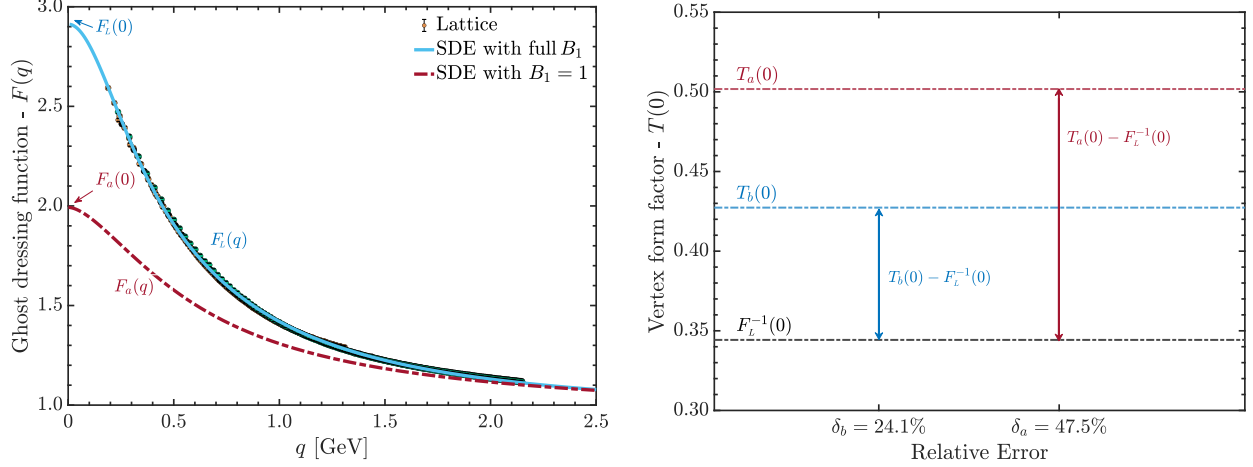 3.0
2.5
2.0
1.5
1.0
0
0.5
1.0
1.5
2.0
2.5
Ghost dressing function - F(q)
q [GeV]
F_L(0)
Lattice
SDE with full B₁
SDE with B₁ = 1
F_a(0)
F_L(q)
F_a(q)
0.55
0.50
0.45
0.40
0.35
0.30
Vertex form factor - T(0)
T_a(0)
T_a(0) − F_L⁻¹(0)
T_b(0)
T_b(0) − F_L⁻¹(0)
F_L⁻¹(0)
δ_b = 24.1%
δ_a = 47.5%
Relative Error